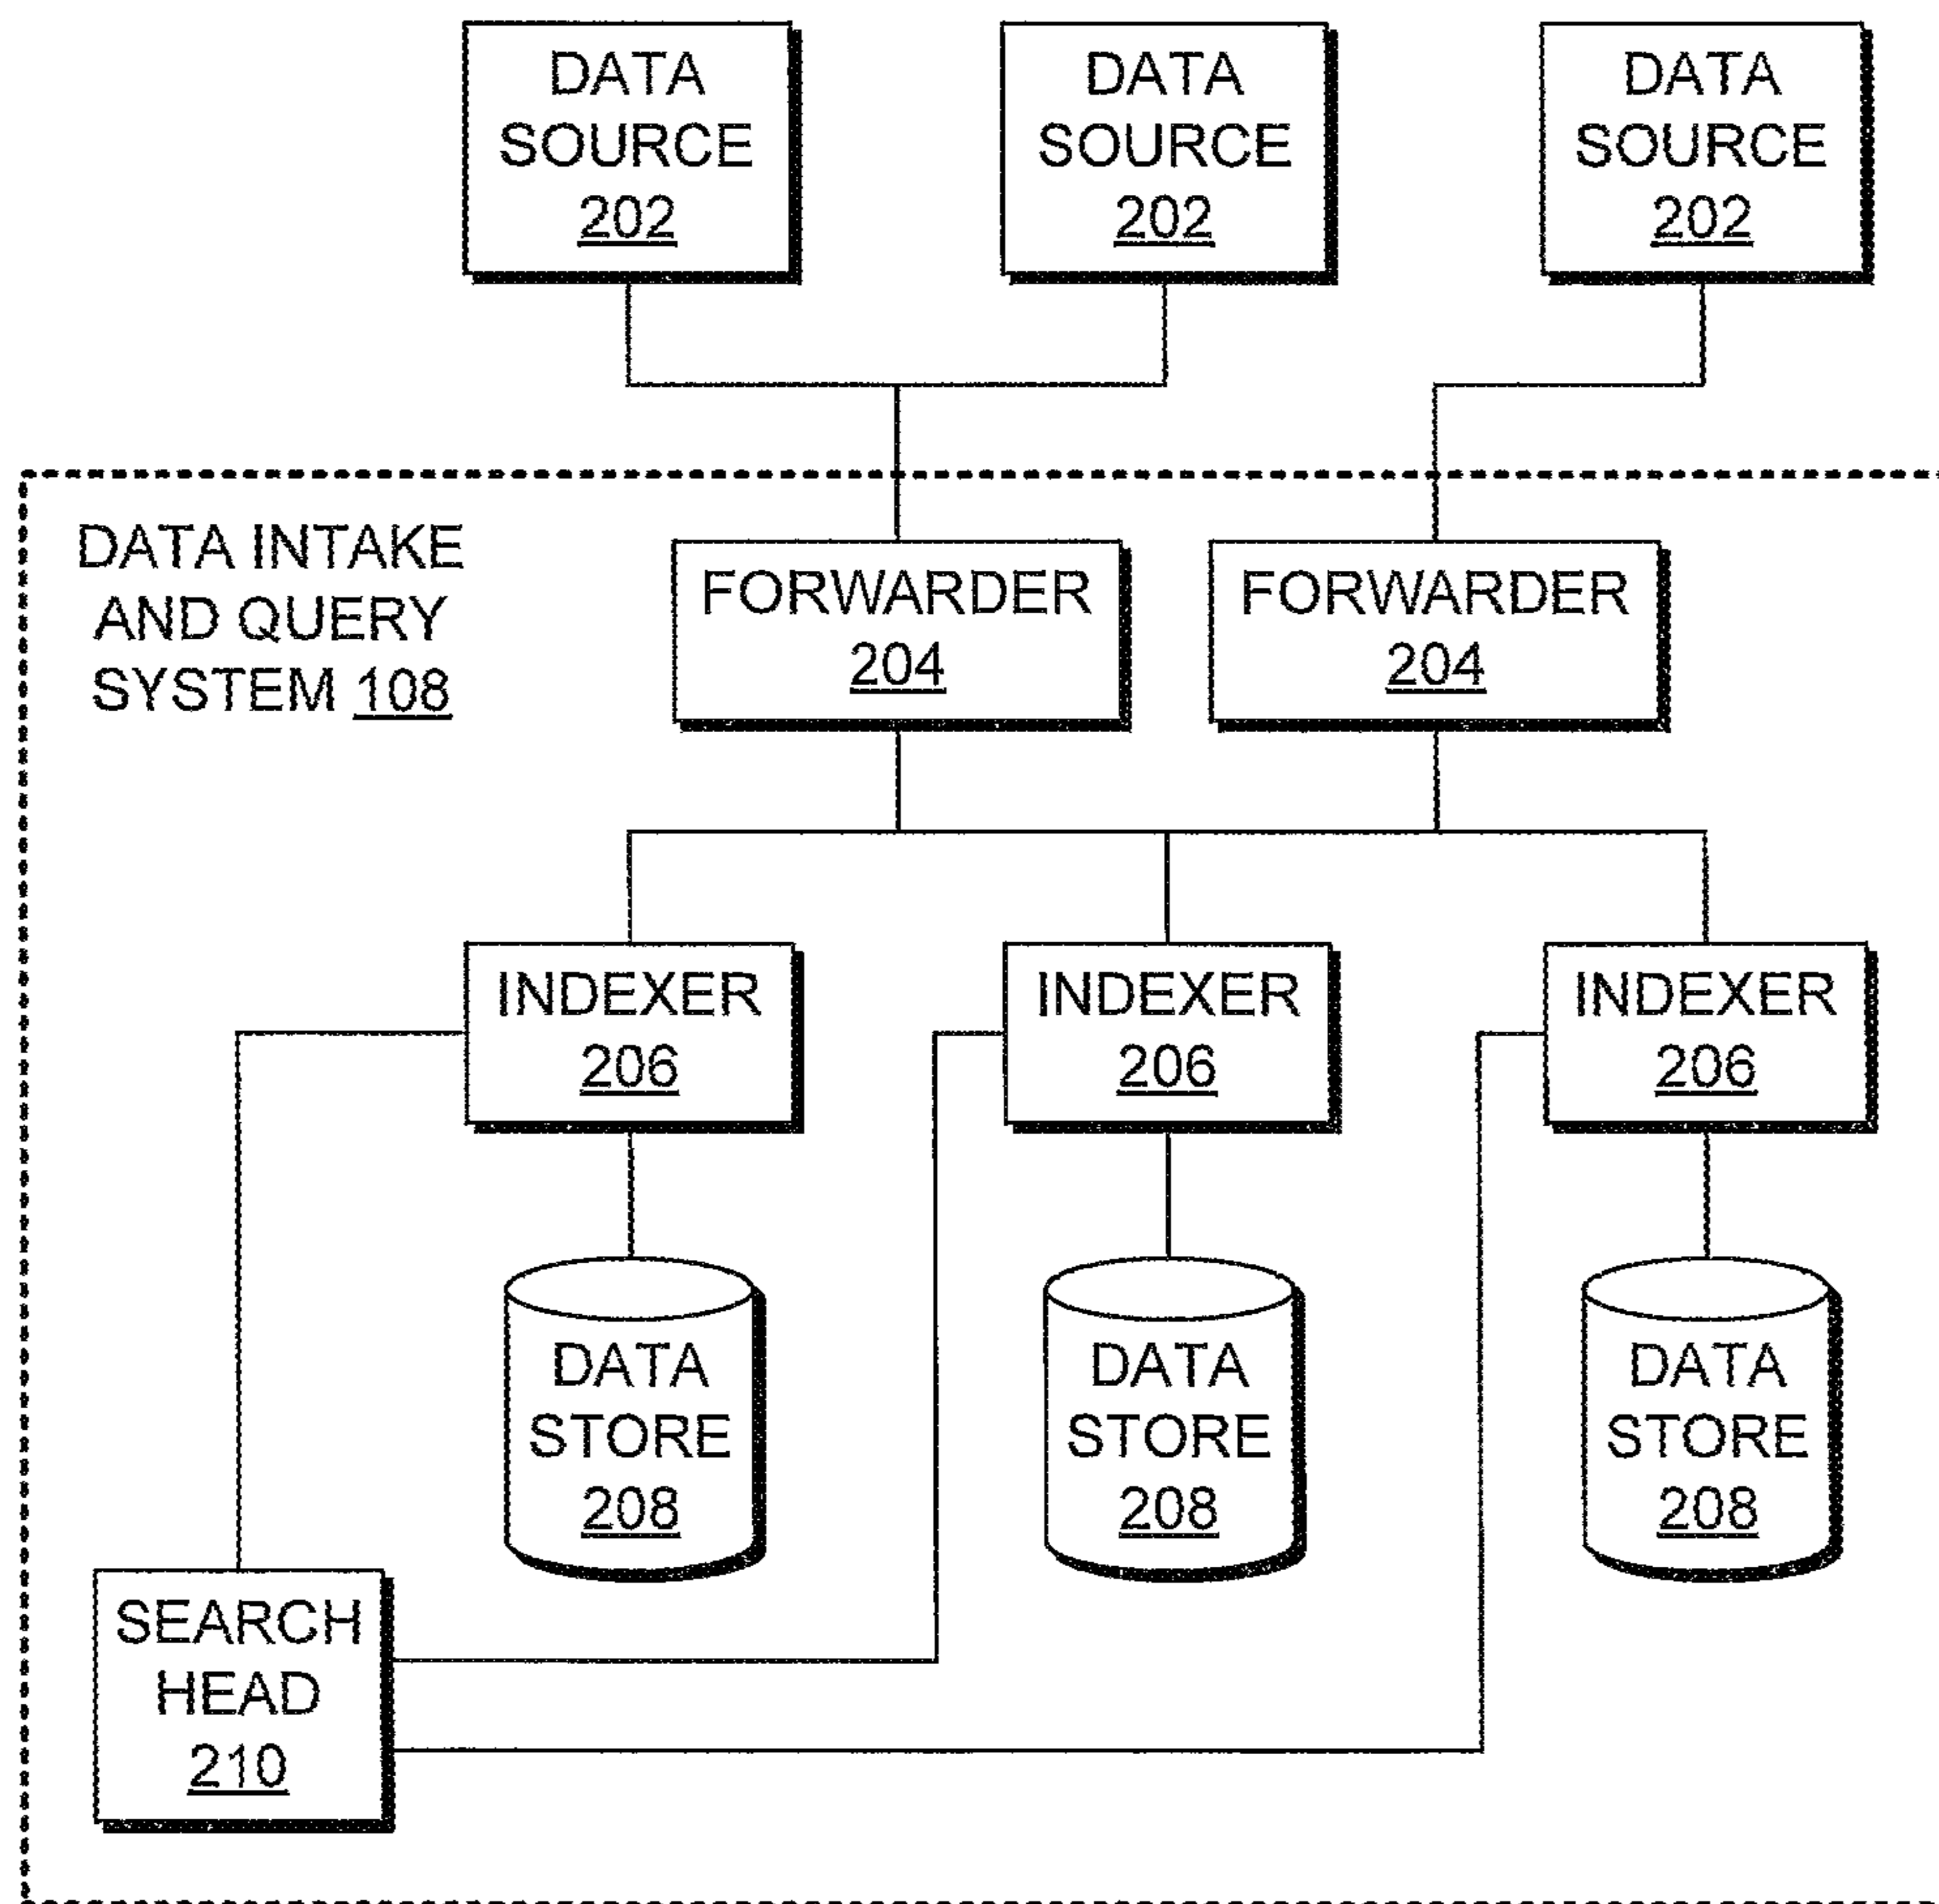 DATA
SOURCE
202
DATA
SOURCE
202
DATA
SOURCE
202
DATA INTAKE
AND QUERY
SYSTEM 108
FORWARDER
204
FORWARDER
204
INDEXER
206
INDEXER
206
INDEXER
206
DATA
STORE
208
DATA
STORE
208
DATA
STORE
208
SEARCH
HEAD
210